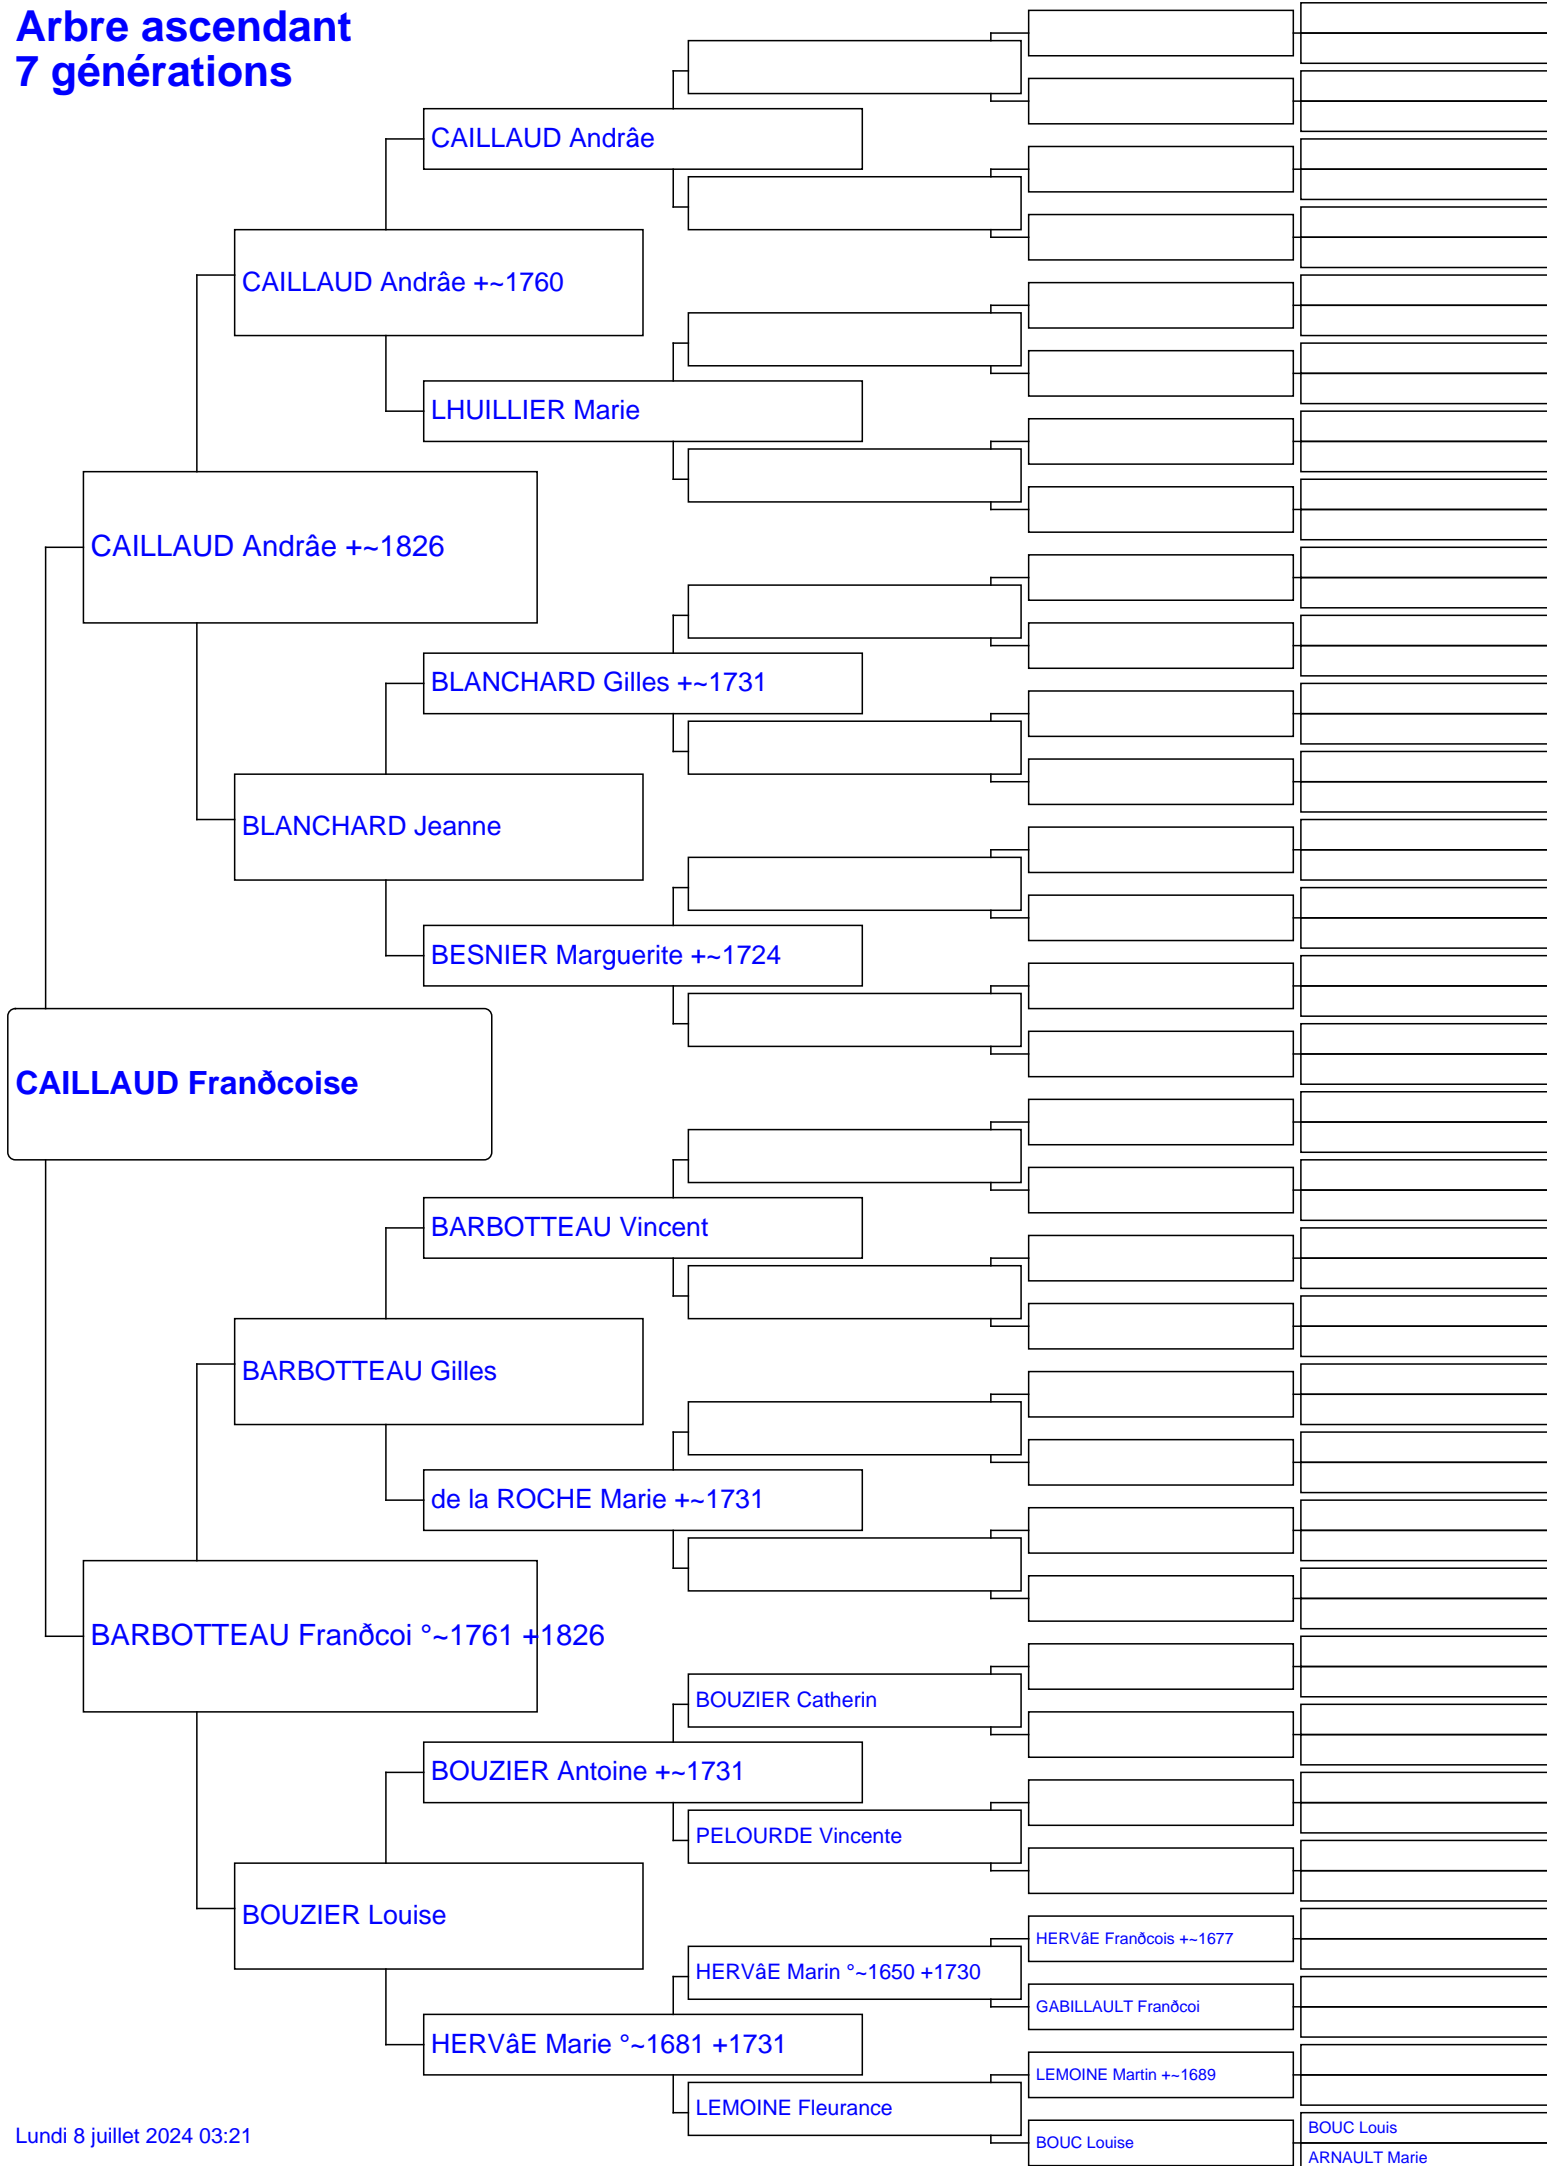 Arbre ascendant
7 générations
CAILLAUD Andrâe
CAILLAUD Andrâe +~1760
LHUILLIER Marie
CAILLAUD Andrâe +~1826
BLANCHARD Gilles +~1731
BLANCHARD Jeanne
BESNIER Marguerite +~1724
CAILLAUD Franðcoise
BARBOTTEAU Vincent
BARBOTTEAU Gilles
de la ROCHE Marie +~1731
BARBOTTEAU Franðcoi °~1761 +1826
BOUZIER Catherin
BOUZIER Antoine +~1731
PELOURDE Vincente
BOUZIER Louise
HERVâE Franðcois +~1677
HERVâE Marin °~1650 +1730
GABILLAULT Franðcoi
HERVâE Marie °~1681 +1731
LEMOINE Martin +~1689
LEMOINE Fleurance
BOUC Louis
BOUC Louise
ARNAULT Marie
Lundi 8 juillet 2024 03:21